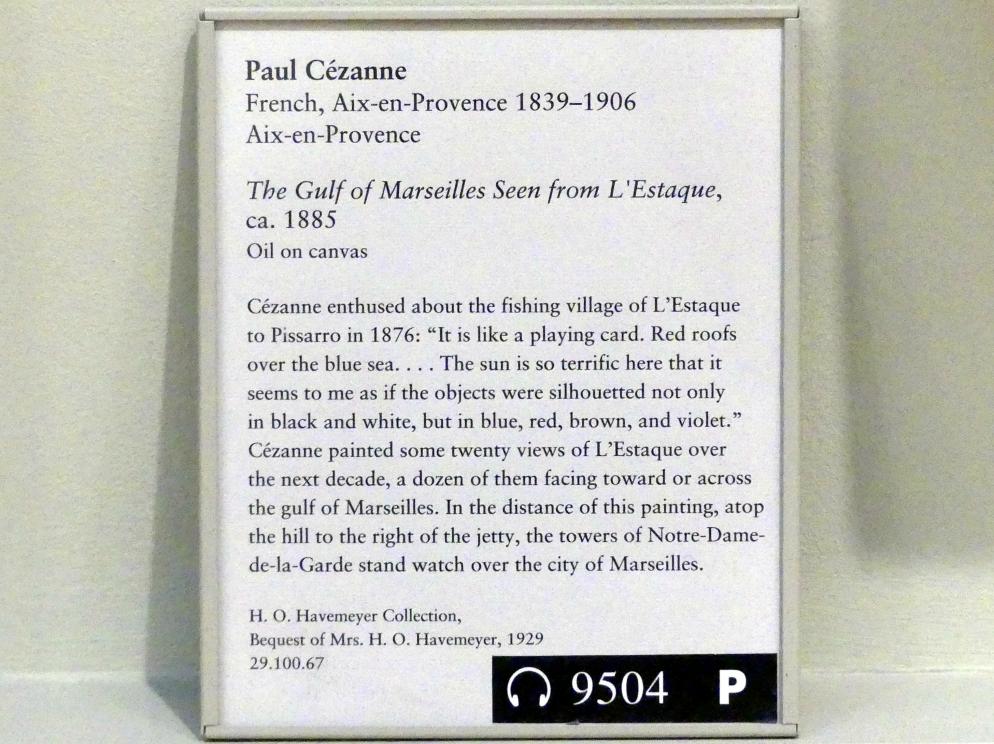 Paul Cézanne
French, Aix-en-Provence 1839–1906
Aix-en-Provence
The Gulf of Marseilles Seen from L'Estaque,
ca. 1885
Oil on canvas
Cézanne enthused about the fishing village of L’Estaque
to Pissarro in 1876: “It is like a playing card. Red roofs
over the blue sea. . . . The sun is so terrific here that it
seems to me as if the objects were silhouetted not only
in black and white, but in blue, red, brown, and violet.”
Cézanne painted some twenty views of L’Estaque over
the next decade, a dozen of them facing toward or across
the gulf of Marseilles. In the distance of this painting, atop
the hill to the right of the jetty, the towers of Notre-Dame-
de-la-Garde stand watch over the city of Marseilles.
H. O. Havemeyer Collection,
Bequest of Mrs. H. O. Havemeyer, 1929
29.100.67
9504 P